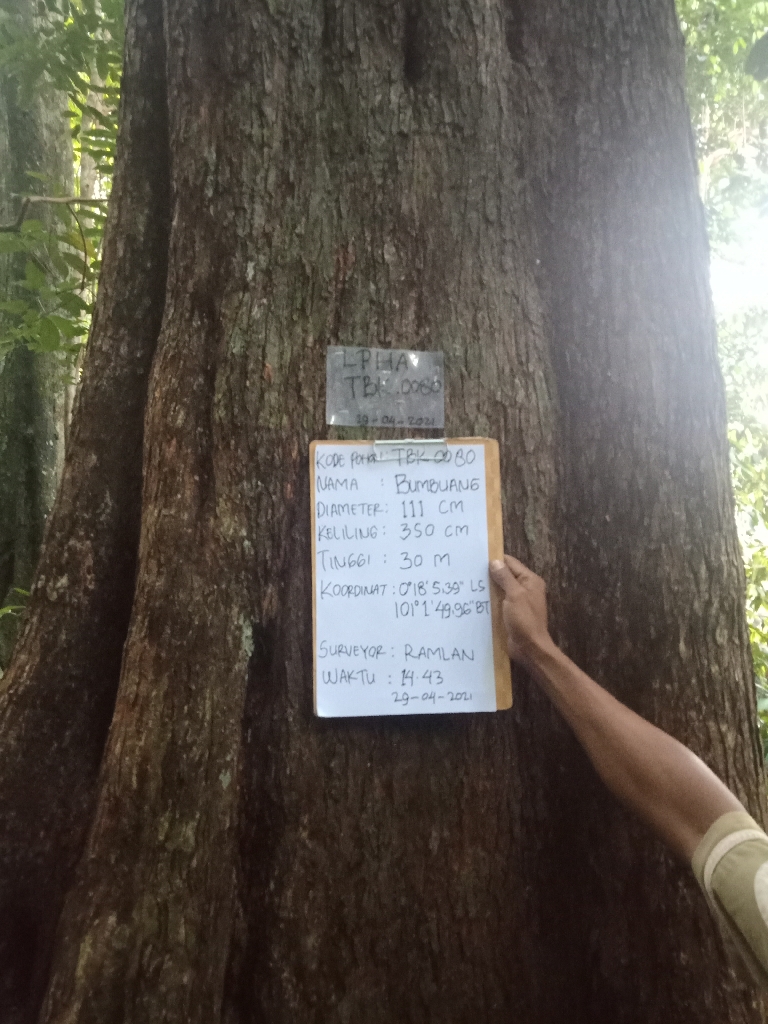 LPHA
TBK.0080
29-04-2021
KODE POHON: TBK 0080
NAMA : BUMBUANG
DIAMETER: 111 CM
KELILING: 350 CM
TINGGI : 30 M
KOORDINAT: 0°18'5.39" LS
101°1'49.96" BT
SURVEYOR: RAMLAN
WAKTU : 14.43
29-04-2021